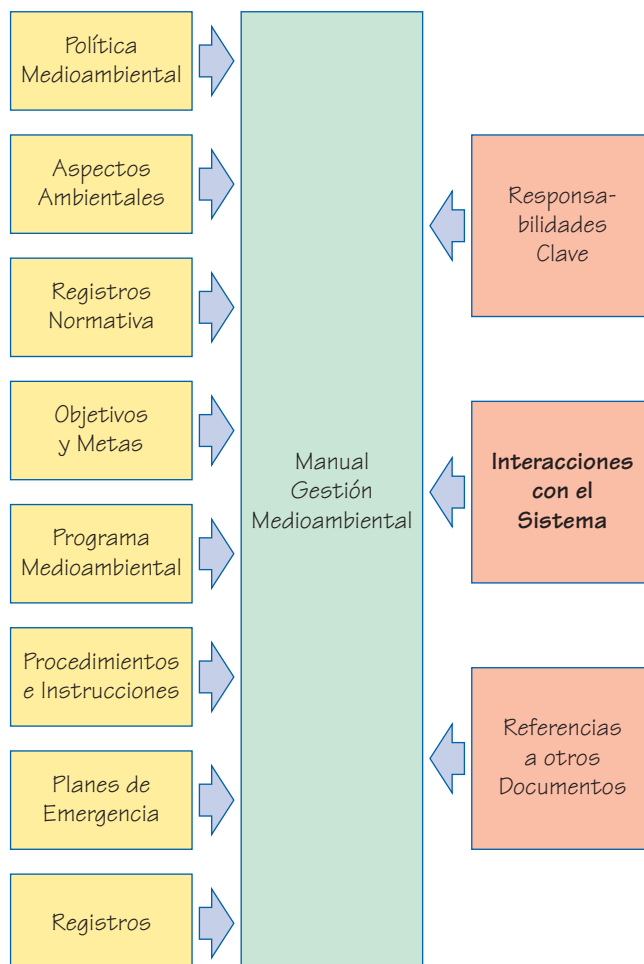 Política
Medioambiental
Aspectos
Ambientales
Registros
Normativa
Objetivos
y Metas
Programa
Medioambiental
Procedimientos
e Instrucciones
Planes de
Emergencia
Registros
Manual
Gestión
Medioambiental
Responsa-
bilidades
Clave
Interacciones
con el
Sistema
Referencias
a otros
Documentos